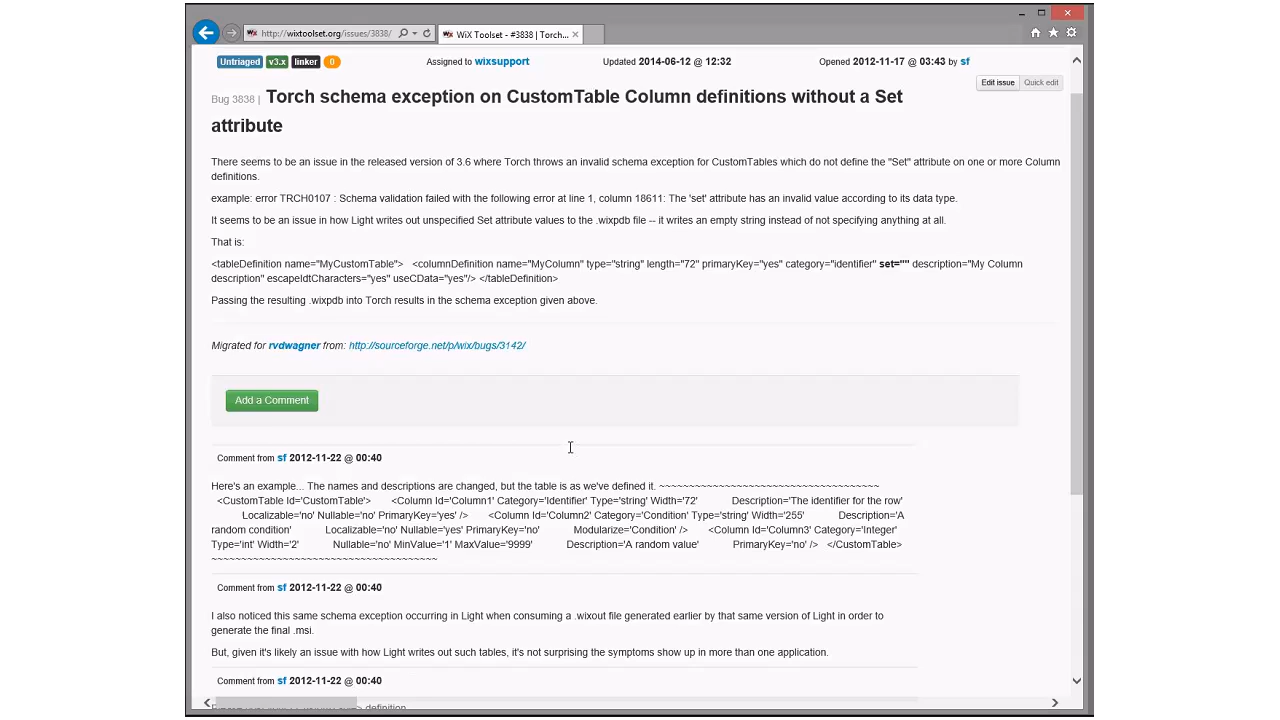 http://wixtoolset.org/issues/3838/
WiX Toolset - #3838 | Torch...
Untriaged v3.x linker 0 Assigned to wixsupport Updated 2014-06-12 @ 12:32 Opened 2012-11-17 @ 03:43 by sf
Edit issue Quick edit
Bug 3838 | Torch schema exception on CustomTable Column definitions without a Set
attribute
There seems to be an issue in the released version of 3.6 where Torch throws an invalid schema exception for CustomTables which do not define the "Set" attribute on one or more Column
definitions.
example: error TRCH0107 : Schema validation failed with the following error at line 1, column 18611: The 'set' attribute has an invalid value according to its data type.
It seems to be an issue in how Light writes out unspecified Set attribute values to the .wixpdb file -- it writes an empty string instead of not specifying anything at all.
That is:
<tableDefinition name="MyCustomTable"> <columnDefinition name="MyColumn" type="string" length="72" primaryKey="yes" category="identifier" set="" description="My Column
description" escapeIdtCharacters="yes" useCData="yes"/> </tableDefinition>
Passing the resulting .wixpdb into Torch results in the schema exception given above.
Migrated for rvdwagner from: http://sourceforge.net/p/wix/bugs/3142/
Add a Comment
Comment from sf 2012-11-22 @ 00:40
Here's an example... The names and descriptions are changed, but the table is as we've defined it. ~~~~~~~~~~~~~~~~~~~~~~~~~~~~~~~~~~~~~
<CustomTable Id='CustomTable'> <Column Id='Column1' Category='Identifier' Type='string' Width='72' Description='The identifier for the row'
Localizable='no' Nullable='no' PrimaryKey='yes' /> <Column Id='Column2' Category='Condition' Type='string' Width='255' Description='A
random condition' Localizable='no' Nullable='yes' PrimaryKey='no' Modularize='Condition' /> <Column Id='Column3' Category='Integer'
Type='int' Width='2' Nullable='no' MinValue='1' MaxValue='9999' Description='A random value' PrimaryKey='no' /> </CustomTable>
~~~~~~~~~~~~~~~~~~~~~~~~~~~~~~~~~~~~~~
Comment from sf 2012-11-22 @ 00:40
I also noticed this same schema exception occurring in Light when consuming a .wixout file generated earlier by that same version of Light in order to
generate the final .msi.
But, given it's likely an issue with how Light writes out such tables, it's not surprising the symptoms show up in more than one application.
Comment from sf 2012-11-22 @ 00:40
definition